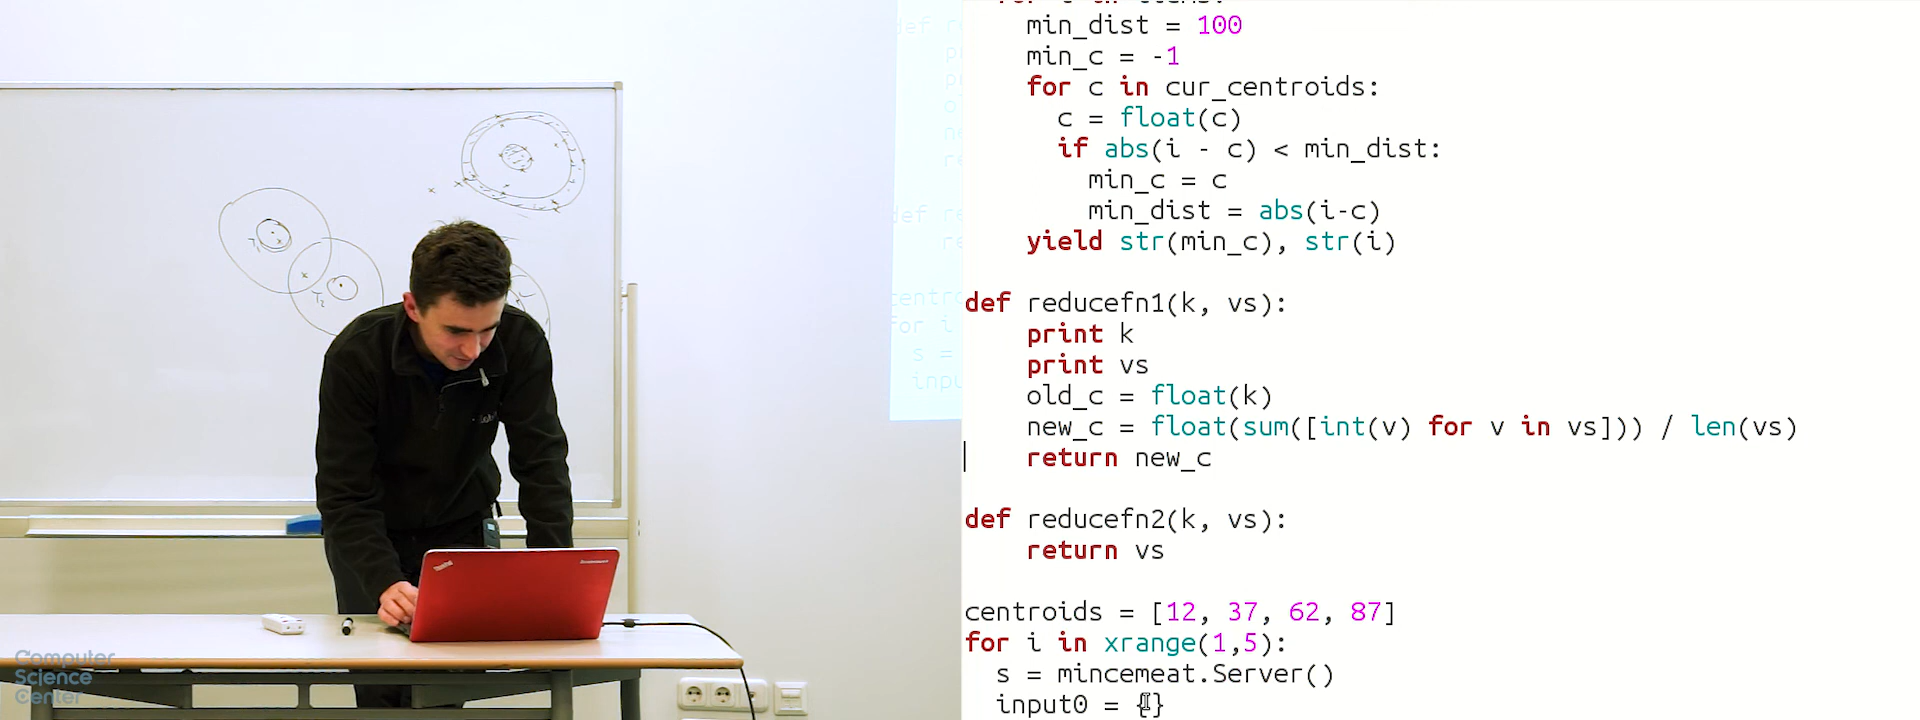 min_dist = 100
min_c = -1
for c in cur_centroids:
c = float(c)
if abs(i - c) < min_dist:
min_c = c
min_dist = abs(i-c)
yield str(min_c), str(i)
def reducefn1(k, vs):
print k
print vs
old_c = float(k)
new_c = float(sum([int(v) for v in vs])) / len(vs)
return new_c
def reducefn2(k, vs):
return vs
centroids = [12, 37, 62, 87]
for i in xrange(1,5):
s = mincemeat.Server()
input0 = {}
Computer
Science
Center